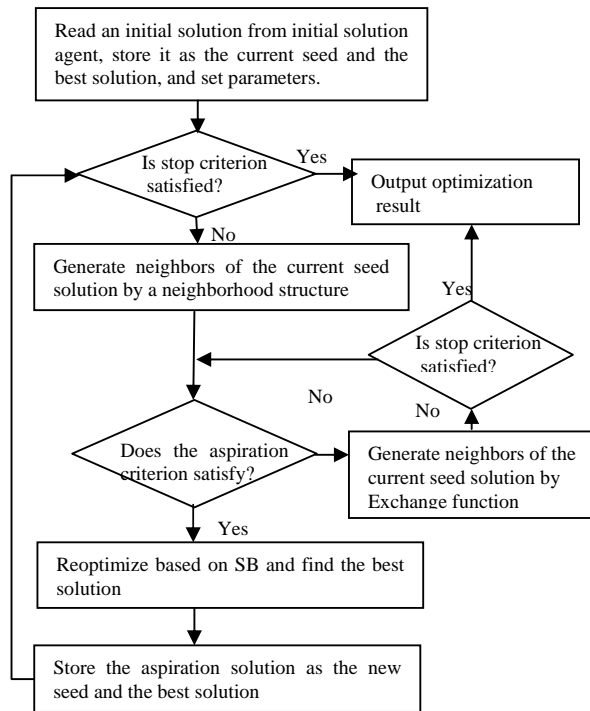 Read an initial solution from initial solution
agent, store it as the current seed and the
best solution, and set parameters.
Is stop criterion
satisfied?
Yes
Output optimization
result
No
Generate neighbors of the current seed
solution by a neighborhood structure
Yes
Is stop criterion
satisfied?
No
No
Does the aspiration
criterion satisfy?
Generate neighbors of the
current seed solution by
Exchange function
Yes
Reoptimize based on SB and find the best
solution
Store the aspiration solution as the new
seed and the best solution